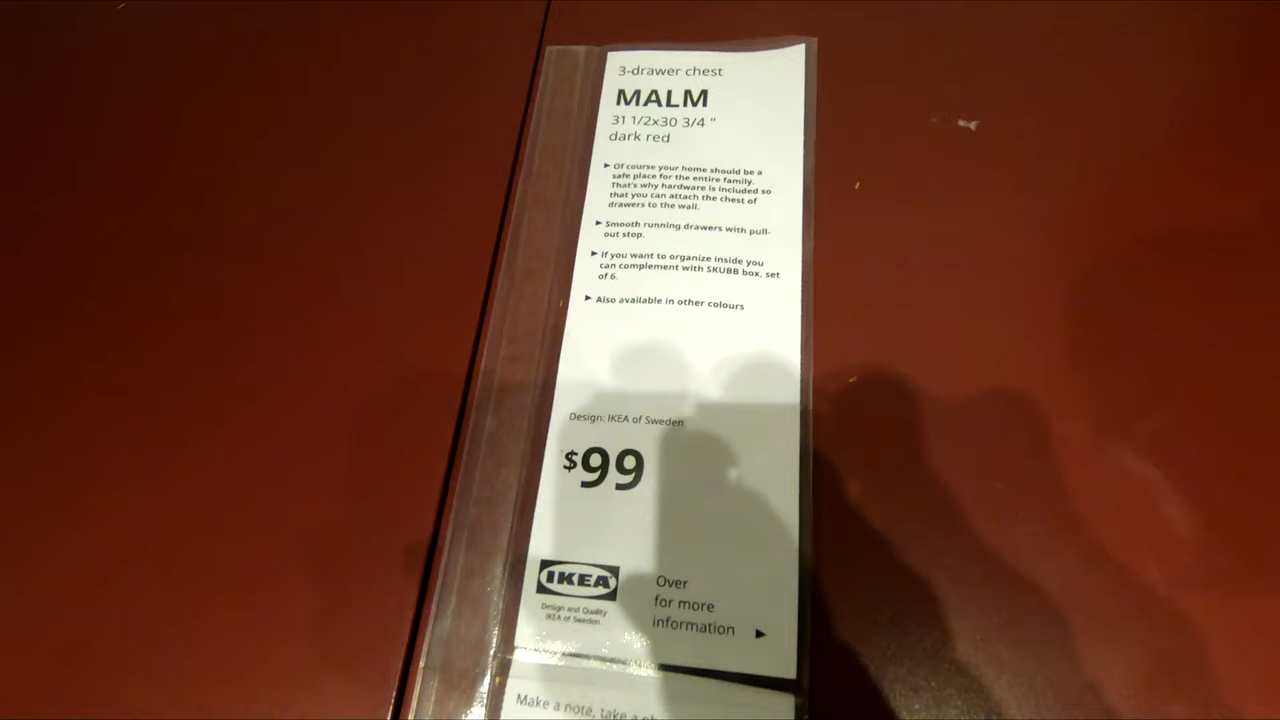 3-drawer chest
MALM
31 1/2x30 3/4 "
dark red
► Of course your home should be a
safe place for the entire family.
That's why hardware is included so
that you can attach the chest of
drawers to the wall.
► Smooth running drawers with pull-
out stop.
► If you want to organize inside you
can complement with SKUBB box, set
of 6.
► Also available in other colours
Design: IKEA of Sweden
$99
IKEA
Design and Quality
IKEA of Sweden
Over
for more
information ►
Make a note, take a